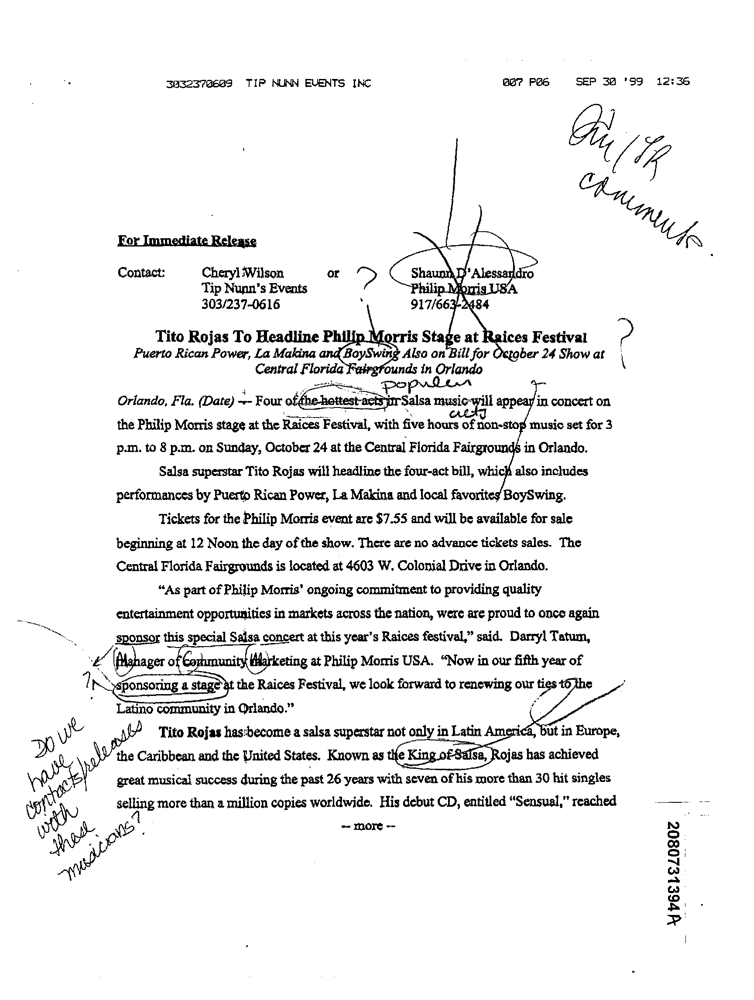 3032370609 TIP NUNN EVENTS INC 007 P06 SEP 30 '99 12:36
comments
For Immediate Release
Contact: Cheryl Wilson or ? Shaunn D'Alessandro
Tip Nunn's Events Philip Morris USA
303/237-0616 917/663-2484
Tito Rojas To Headline Philip Morris Stage at Raices Festival ?
Puerto Rican Power, La Makina and BoySwing Also on Bill for October 24 Show at
Central Florida Fairgrounds in Orlando
popular
Orlando, Fla. (Date) -- Four of the hottest acts in Salsa music will appear in concert on
acts
the Philip Morris stage at the Raices Festival, with five hours of non-stop music set for 3
p.m. to 8 p.m. on Sunday, October 24 at the Central Florida Fairgrounds in Orlando.
Salsa superstar Tito Rojas will headline the four-act bill, which also includes
performances by Puerto Rican Power, La Makina and local favorites BoySwing.
Tickets for the Philip Morris event are $7.55 and will be available for sale
beginning at 12 Noon the day of the show. There are no advance tickets sales. The
Central Florida Fairgrounds is located at 4603 W. Colonial Drive in Orlando.
"As part of Philip Morris' ongoing commitment to providing quality
entertainment opportunities in markets across the nation, were are proud to once again
sponsor this special Salsa concert at this year's Raices festival," said. Darryl Tatum,
Manager of Community Marketing at Philip Morris USA. "Now in our fifth year of
? sponsoring a stage at the Raices Festival, we look forward to renewing our ties to the
Latino community in Orlando."
Tito Rojas has become a salsa superstar not only in Latin America, but in Europe,
the Caribbean and the United States. Known as the King of Salsa, Rojas has achieved
great musical success during the past 26 years with seven of his more than 30 hit singles
selling more than a million copies worldwide. His debut CD, entitled "Sensual," reached
-- more --
Do we
have
contacts/releases
with
these
musicians?
2080731394A